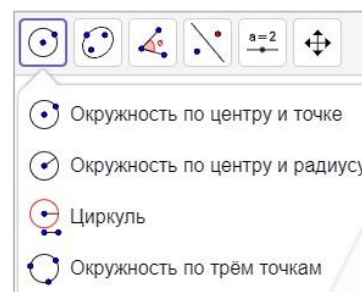 a=2
Окружность по центру и точке
Окружность по центру и радиусу
Циркуль
Окружность по трём точкам